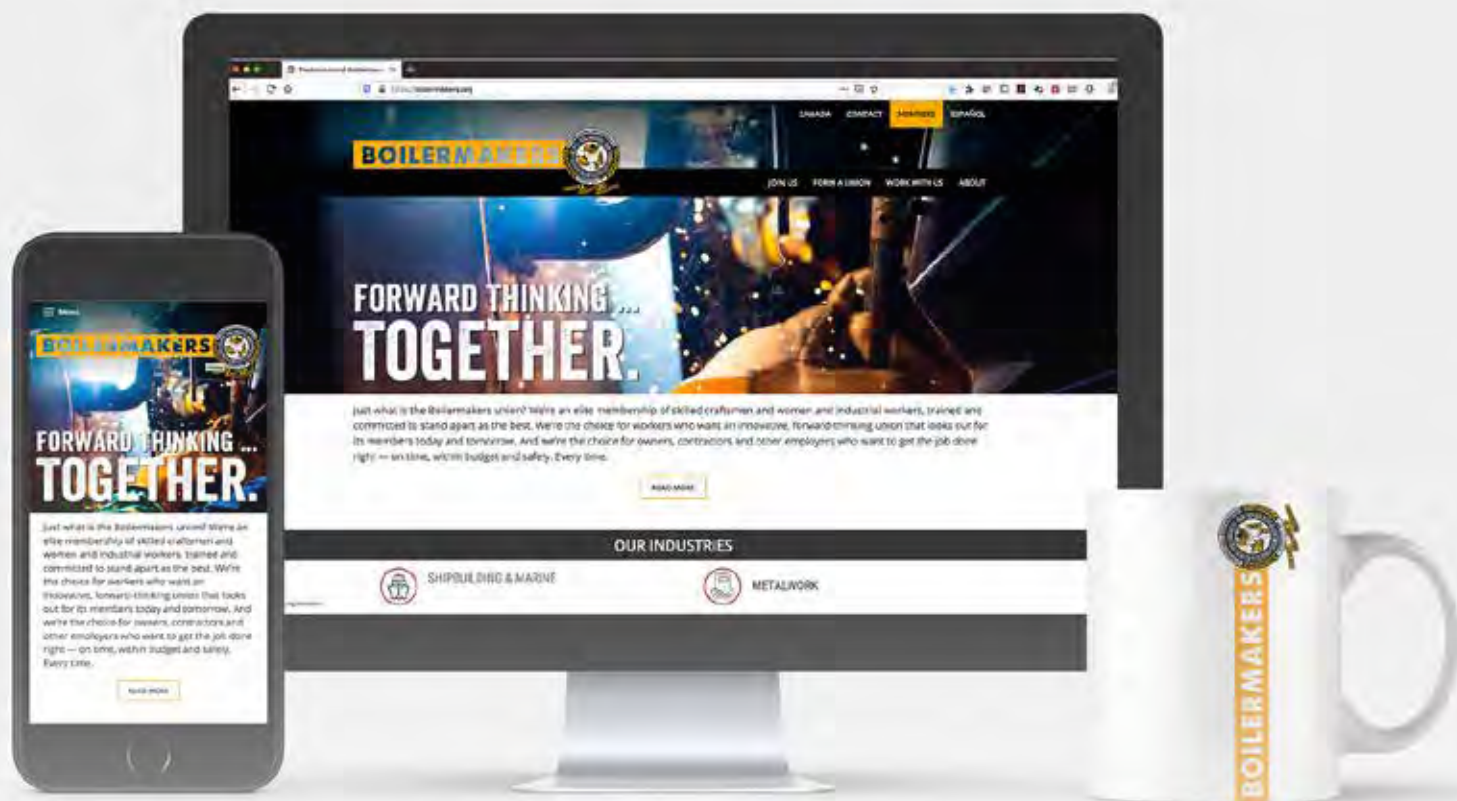 CANADA CONTACT MEMBERS ESPAÑOL
BOILERMAKERS
JOIN US FORM A UNION WORK WITH US ABOUT
FORWARD THINKING ...
TOGETHER.
Just what is the Boilermakers union? We're an elite membership of skilled craftsmen and women and industrial workers, trained and
committed to stand apart as the best. We're the choice for workers who want an innovative, forward-thinking union that looks out for
its members today and tomorrow. And we're the choice for owners, contractors and other employers who want to get the job done
right — on time, within budget and safely. Every time.
READ MORE
OUR INDUSTRIES
SHIPBUILDING & MARINE
METALWORK
Menu
BOILERMAKERS
FORWARD THINKING ...
TOGETHER.
Just what is the Boilermakers union? We're an
elite membership of skilled craftsmen and
women and industrial workers, trained and
committed to stand apart as the best. We're
the choice for workers who want an
innovative, forward-thinking union that looks
out for its members today and tomorrow. And
we're the choice for owners, contractors and
other employers who want to get the job done
right — on time, within budget and safely.
Every time.
READ MORE
BOILERMAKERS